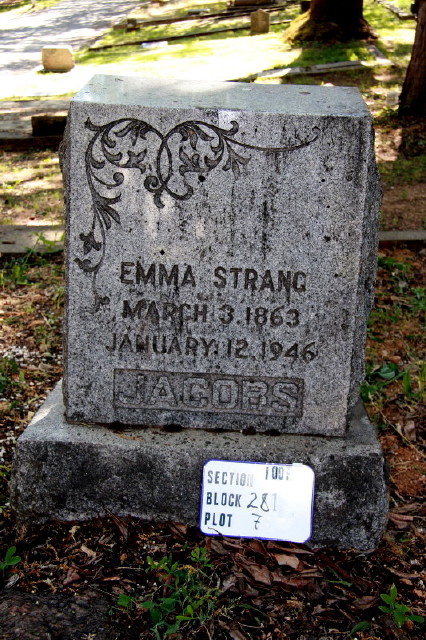 EMMA STRANG
MARCH 3, 1863
JANUARY. 12, 1946
JACOBS
SECTION
BLOCK 281
PLOT 7